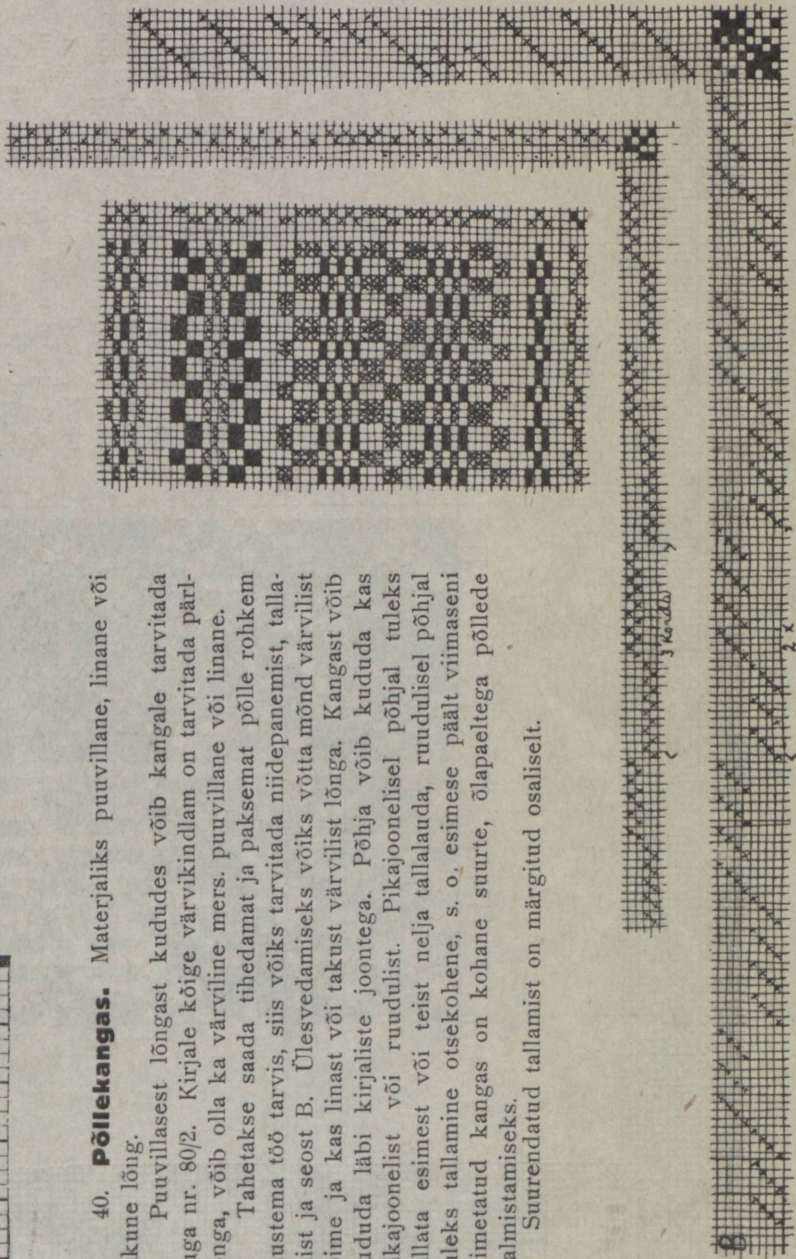 40. Põllekangas. Materjaliks puuvillane, linane või
kune lõng.
Puuvillasest lõngast kududes võib kangale tarvitada
uga nr. 80/2. Kirjale kõige värvikindlam on tarvitada pärl-
nga, võib olla ka värviline mers. puuvillane või linane.
Tahetakse saada tihedamat ja paksemat põlle rohkem
ustema töö tarvis, siis võiks tarvitada niidepanemist, talla-
ist ja seost B. Ülesvedamiseks võiks võtta mõnd värvilist
ime ja kas linast või takust värvilist lõnga. Kangast võib
ududa läbi kirjaliste joontega. Põhja võib kududa kas
kajoonelist või ruudulist. Pikajoonelisel põhjal tuleks
llata esimest või teist nelja tallalauda, ruudulisel põhjal
leks tallamine otsekohene, s. o. esimese päält viimaseni
imetatud kangas on kohane suurte, õlapaeltega põllede
almistamiseks.
Suurendatud tallamist on märgitud osaliselt.
3 korda
2 x
B